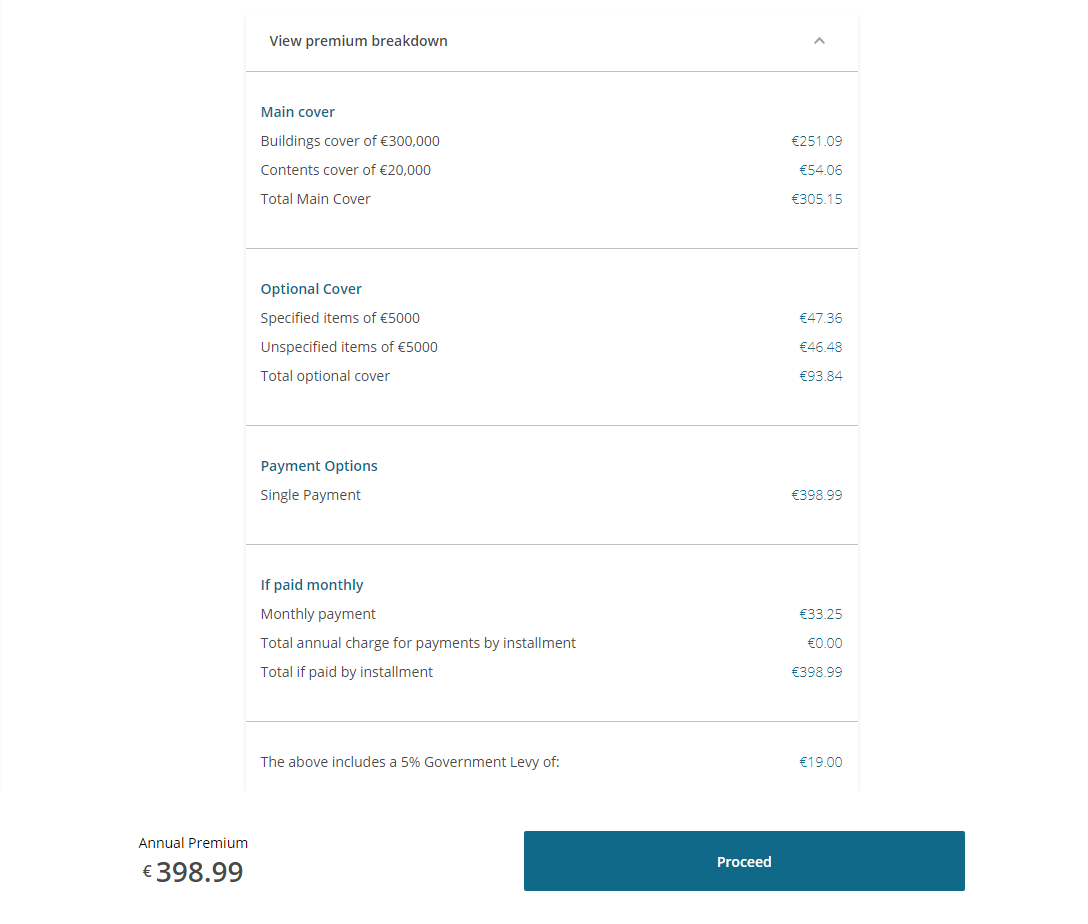 View premium breakdown
Main cover
Buildings cover of €300,000 €251.09
Contents cover of €20,000 €54.06
Total Main Cover €305.15
Optional Cover
Specified items of €5000 €47.36
Unspecified items of €5000 €46.48
Total optional cover €93.84
Payment Options
Single Payment €398.99
If paid monthly
Monthly payment €33.25
Total annual charge for payments by installment €0.00
Total if paid by installment €398.99
The above includes a 5% Government Levy of: €19.00
Annual Premium
€ 398.99
Proceed